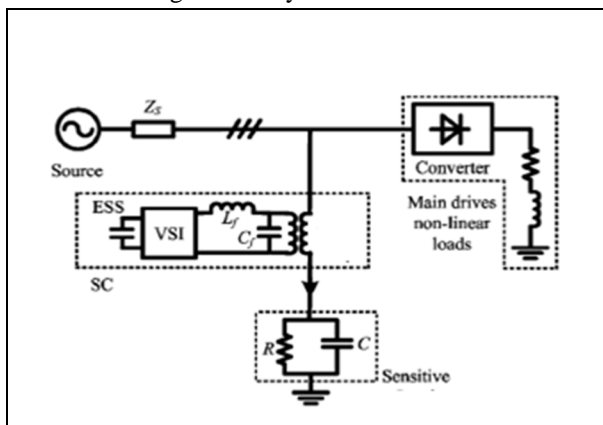 Z_S
Source
Converter
Main drives
non-linear
loads
ESS
VSI
L_f
C_f
SC
R
C
Sensitive